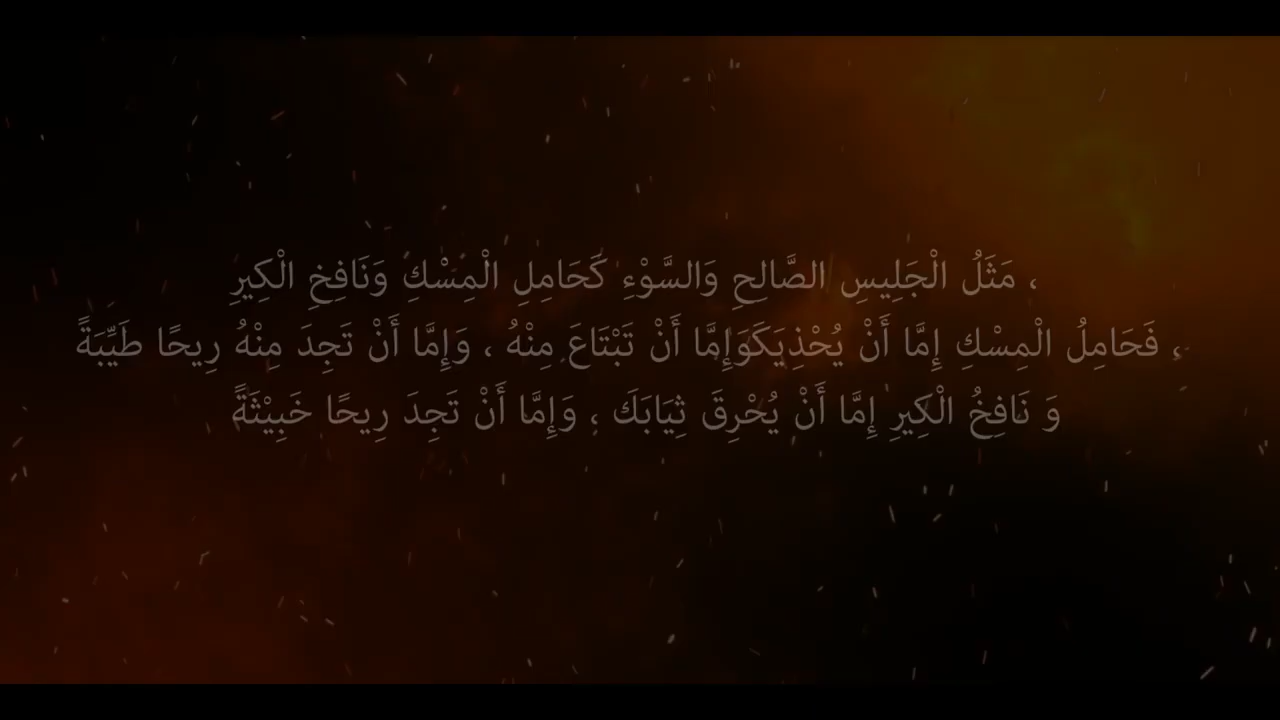 ، مَثَلُ الْجَلِيسِ الصَّالِحِ وَالسَّوْءِ كَحَامِلِ الْمِسْكِ وَنَافِخِ الْكِيرِ
، فَحَامِلُ الْمِسْكِ إِمَّا أَنْ يُحْذِيَكَوَإِمَّا أَنْ تَبْتَاعَ مِنْهُ ، وَإِمَّا أَنْ تَجِدَ مِنْهُ رِيحًا طَيِّبَةً
وَ نَافِخُ الْكِيرِ إِمَّا أَنْ يُحْرِقَ ثِيَابَكَ ، وَإِمَّا أَنْ تَجِدَ رِيحًا خَبِيْثَةً